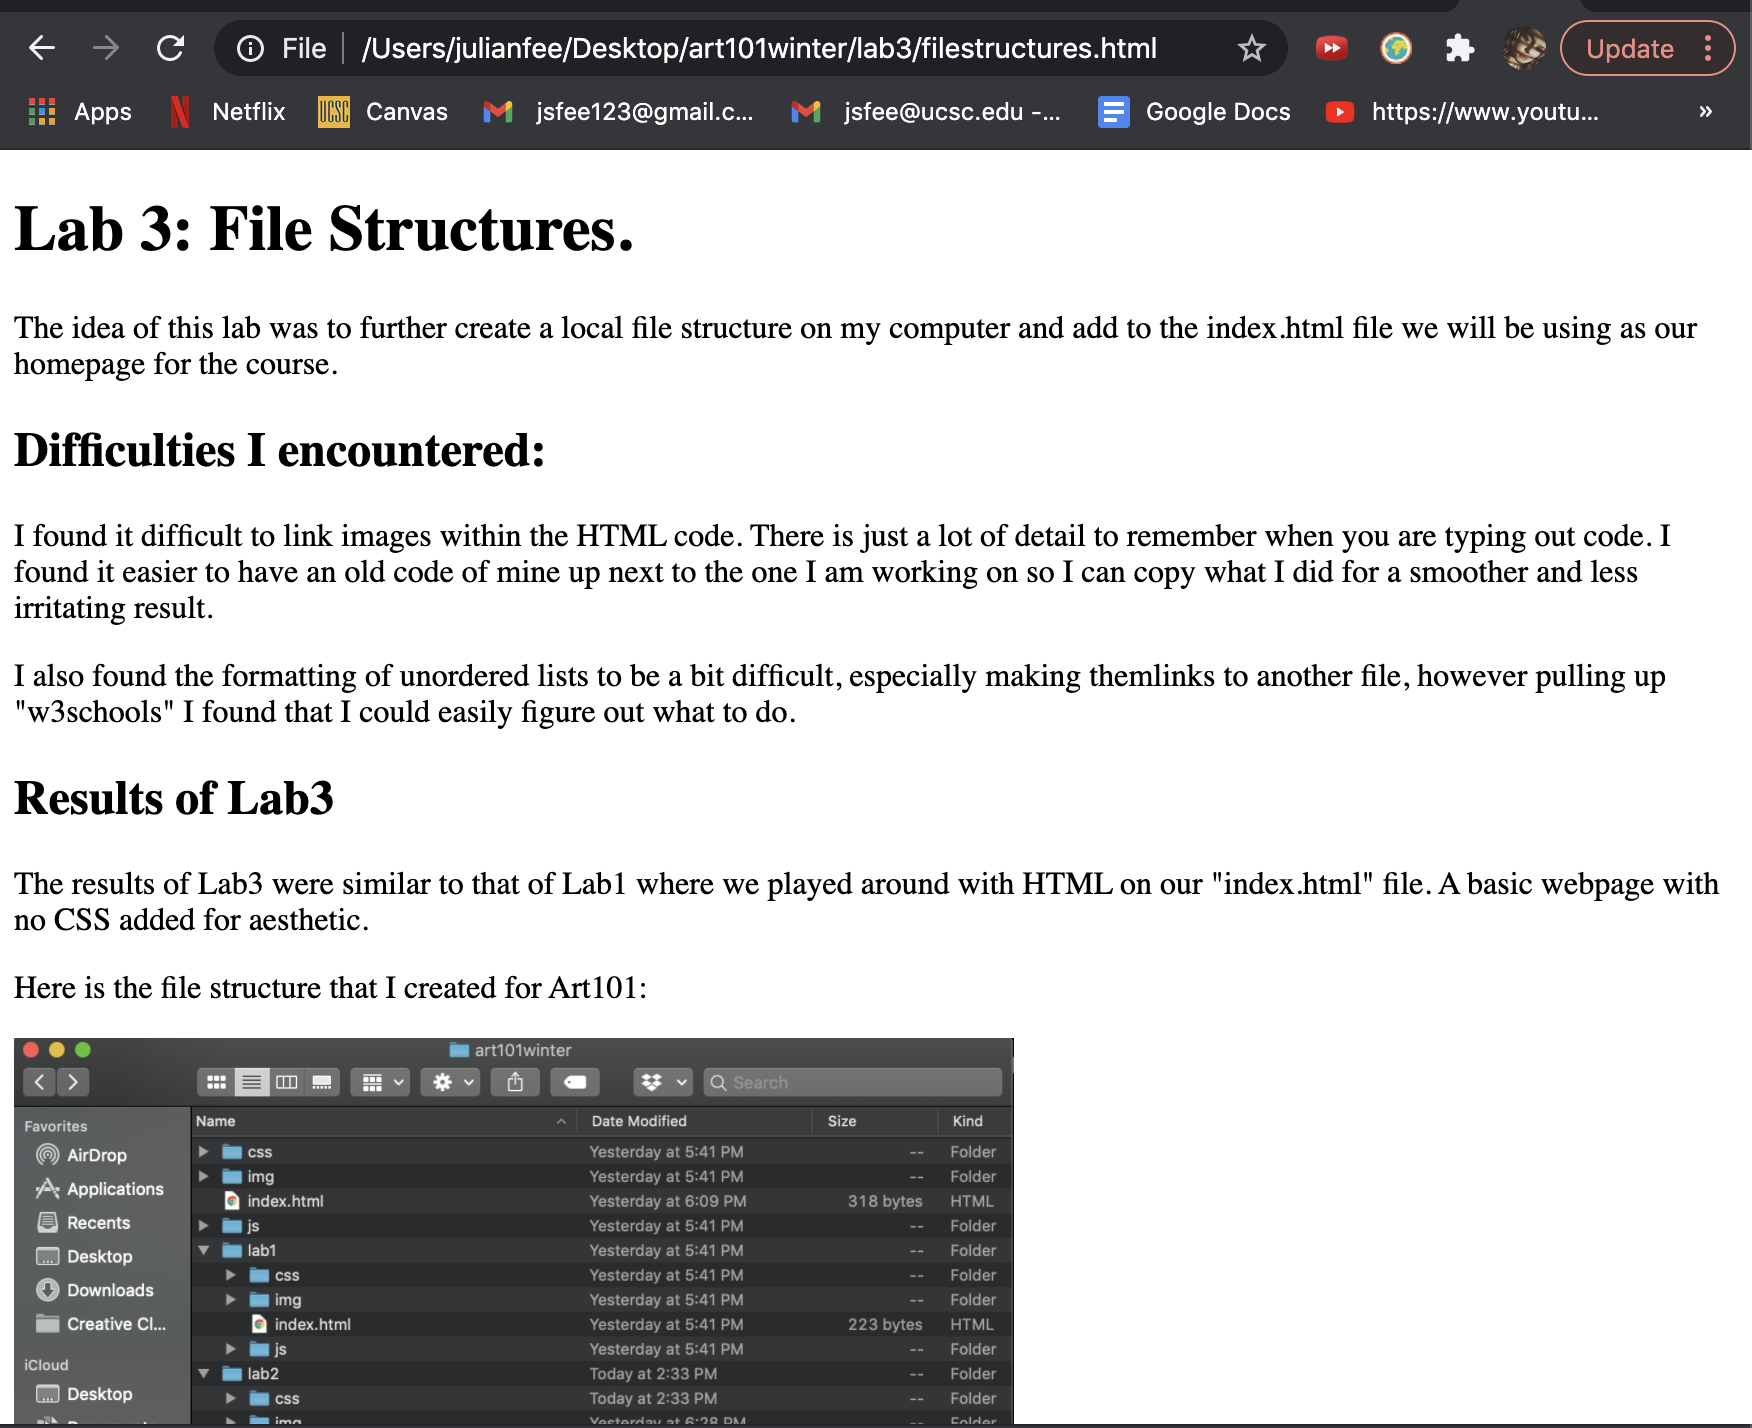 File /Users/julianfee/Desktop/art101winter/lab3/filestructures.html Update
Apps Netflix UCSC Canvas jsfee123@gmail.c... jsfee@ucsc.edu -... Google Docs https://www.youtu... »
Lab 3: File Structures.
The idea of this lab was to further create a local file structure on my computer and add to the index.html file we will be using as our
homepage for the course.
Difficulties I encountered:
I found it difficult to link images within the HTML code. There is just a lot of detail to remember when you are typing out code. I
found it easier to have an old code of mine up next to the one I am working on so I can copy what I did for a smoother and less
irritating result.
I also found the formatting of unordered lists to be a bit difficult, especially making themlinks to another file, however pulling up
"w3schools" I found that I could easily figure out what to do.
Results of Lab3
The results of Lab3 were similar to that of Lab1 where we played around with HTML on our "index.html" file. A basic webpage with
no CSS added for aesthetic.
Here is the file structure that I created for Art101:
art101winter
Search
Favorites
AirDrop
Applications
Recents
Desktop
Downloads
Creative Cl...
iCloud
Desktop
Name Date Modified Size Kind
css Yesterday at 5:41 PM -- Folder
img Yesterday at 5:41 PM -- Folder
index.html Yesterday at 6:09 PM 318 bytes HTML
js Yesterday at 5:41 PM -- Folder
lab1 Yesterday at 5:41 PM -- Folder
css Yesterday at 5:41 PM -- Folder
img Yesterday at 5:41 PM -- Folder
index.html Yesterday at 5:41 PM 223 bytes HTML
js Yesterday at 5:41 PM -- Folder
lab2 Today at 2:33 PM -- Folder
css Today at 2:33 PM -- Folder
img Yesterday at 6:28 PM -- Folder